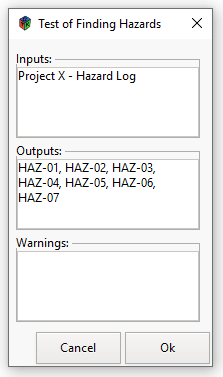 Test of Finding Hazards
Inputs:
Project X - Hazard Log
Outputs:
HAZ-01, HAZ-02, HAZ-03,
HAZ-04, HAZ-05, HAZ-06,
HAZ-07
Warnings:
Cancel
Ok